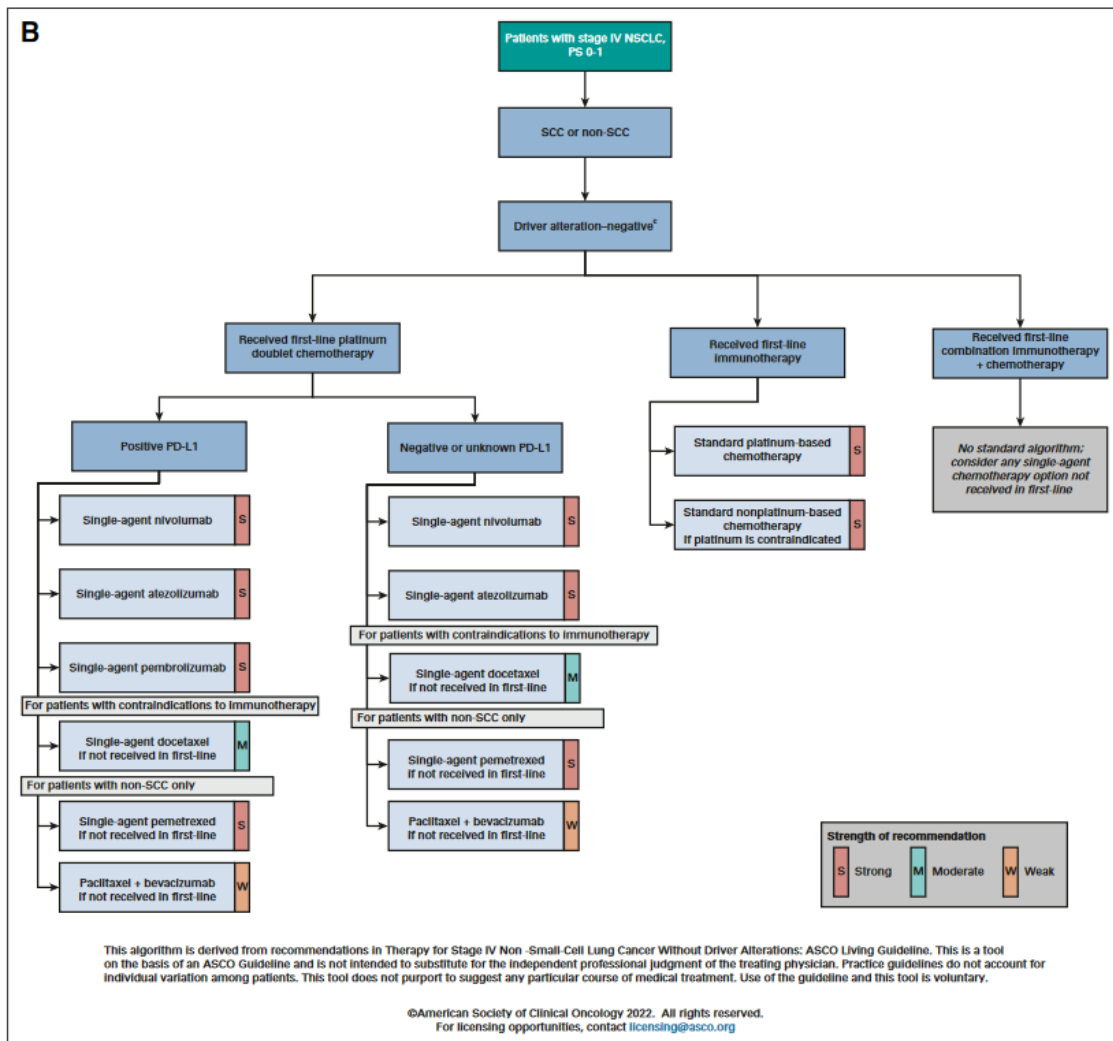 B
Patients with stage IV NSCLC,
PS 0-1
SCC or non-SCC
Driver alteration–negativec
Received first-line platinum
doublet chemotherapy
Received first-line
immunotherapy
Received first-line
combination immunotherapy
+ chemotherapy
Positive PD-L1
Single-agent nivolumab
S
Single-agent atezolizumab
S
Single-agent pembrolizumab
S
For patients with contraindications to immunotherapy
Single-agent docetaxel
if not received in first-line
M
For patients with non-SCC only
Single-agent pemetrexed
if not received in first-line
S
Paclitaxel + bevacizumab
if not received in first-line
W
Negative or unknown PD-L1
Single-agent nivolumab
S
Single-agent atezolizumab
S
For patients with contraindications to immunotherapy
Single-agent docetaxel
if not received in first-line
M
For patients with non-SCC only
Single-agent pemetrexed
if not received in first-line
S
Paclitaxel + bevacizumab
if not received in first-line
W
Standard platinum-based
chemotherapy
S
Standard nonplatinum-based
chemotherapy
if platinum is contraindicated
S
No standard algorithm;
consider any single-agent
chemotherapy option not
received in first-line
Strength of recommendation
S Strong
M Moderate
W Weak
This algorithm is derived from recommendations in Therapy for Stage IV Non -Small-Cell Lung Cancer Without Driver Alterations: ASCO Living Guideline. This is a tool
on the basis of an ASCO Guideline and is not intended to substitute for the independent professional judgment of the treating physician. Practice guidelines do not account for
individual variation among patients. This tool does not purport to suggest any particular course of medical treatment. Use of the guideline and this tool is voluntary.
©American Society of Clinical Oncology 2022. All rights reserved.
For licensing opportunities, contact licensing@asco.org